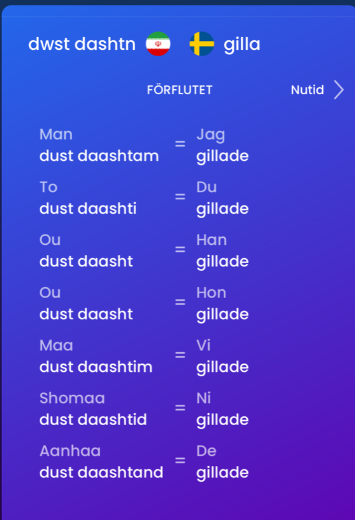 dwst dashtn gilla
FÖRFLUTET Nutid
Man = Jag
dust daashtam gillade
To = Du
dust daashti gillade
Ou = Han
dust daasht gillade
Ou = Hon
dust daasht gillade
Maa = Vi
dust daashtim gillade
Shomaa = Ni
dust daashtid gillade
Aanhaa = De
dust daashtand gillade